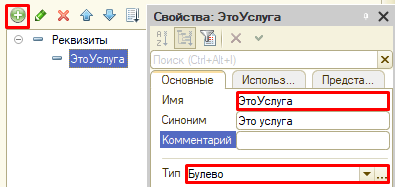 Свойства: ЭтоУслуга
Реквизиты
ЭтоУслуга
Поиск (Ctrl+Alt+I)
Основные
Использ...
Предста...
Имя
ЭтоУслуга
Синоним
Это услуга
Комментарий
Тип
Булево
...